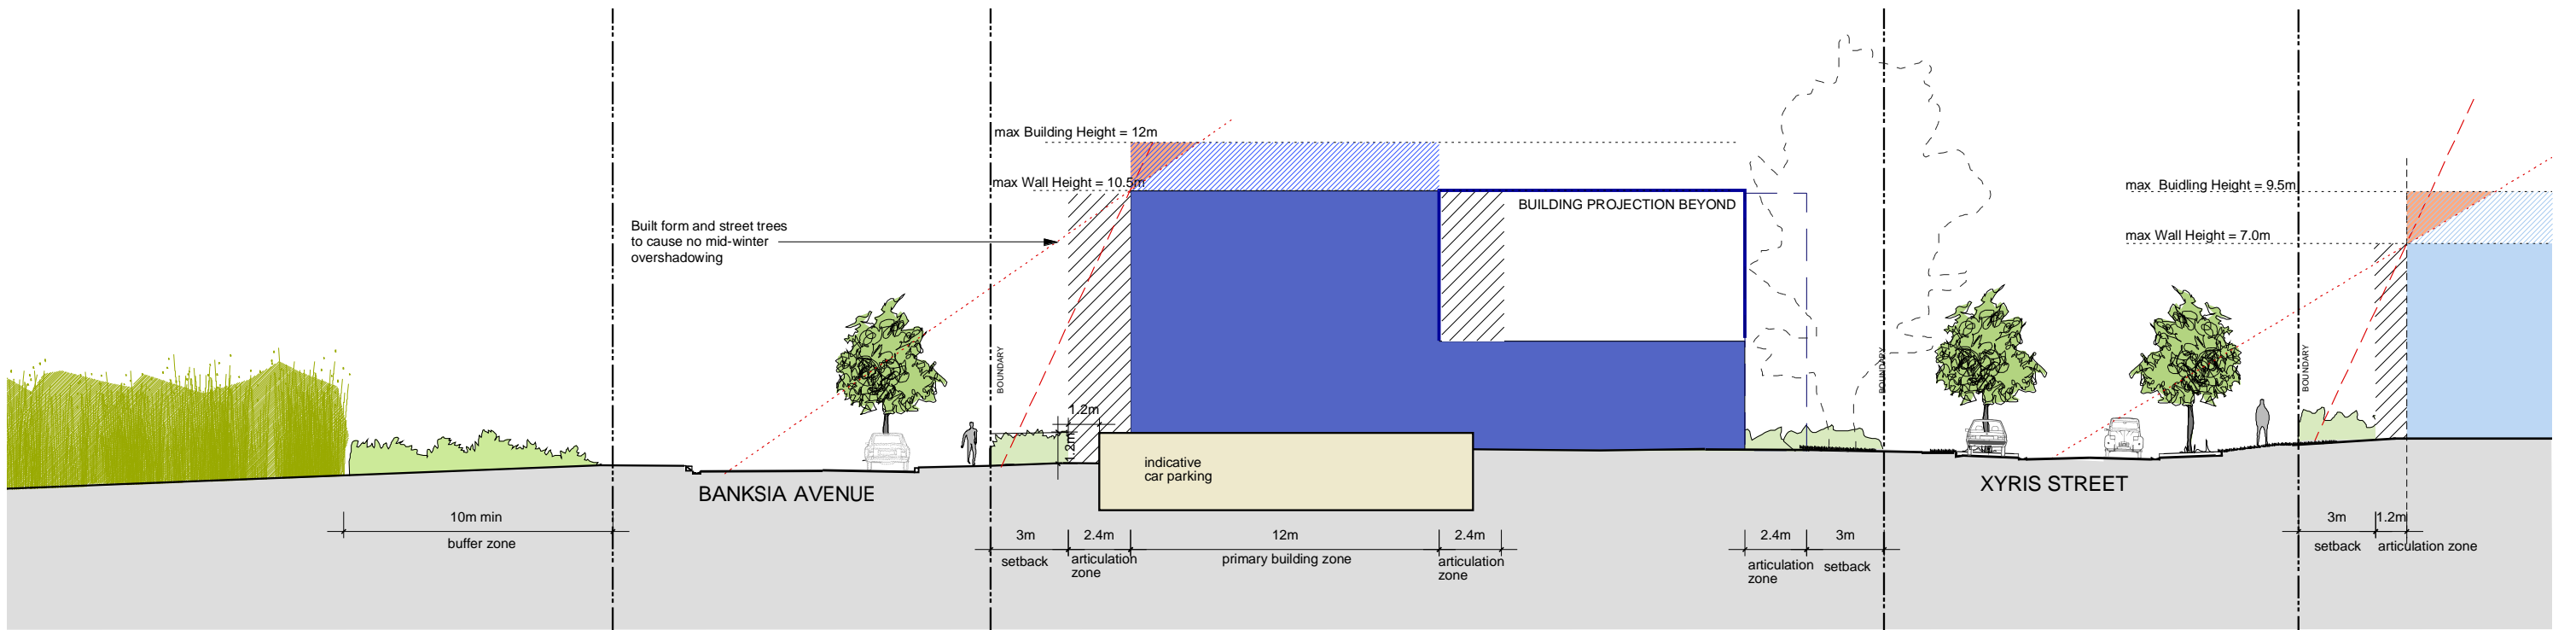 max Building Height = 12m
max Wall Height = 10.5m
BUILDING PROJECTION BEYOND
max  Buidling Height = 9.5m
max Wall Height = 7.0m
Built form and street trees
to cause no mid-winter
overshadowing
BOUNDARY
BOUNDARY
BOUNDARY
1.2m
1.2m
indicative
car parking
BANKSIA AVENUE
XYRIS STREET
10m min
buffer zone
3m
setback
2.4m
articulation
zone
12m
primary building zone
2.4m
articulation
zone
2.4m
articulation
zone
3m
setback
3m
setback
1.2m
articulation zone